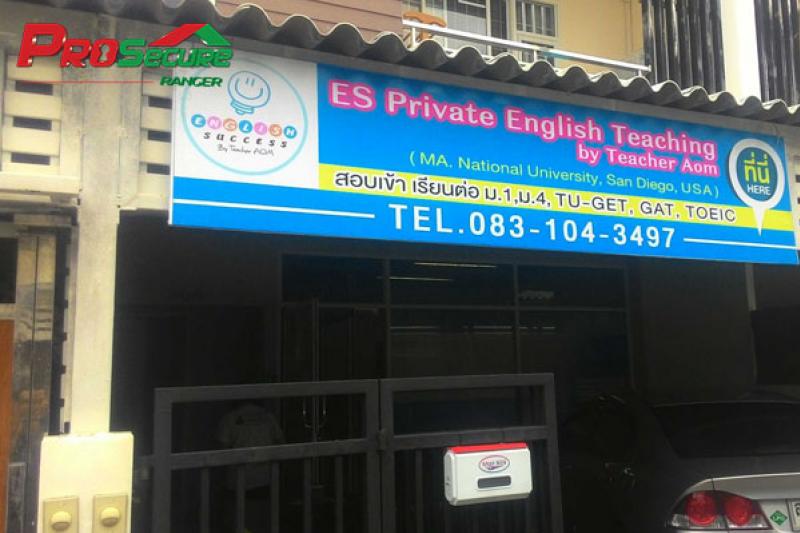 PROSecure
RANGER
ENGLISH
SUCCESS
By Teacher AOM
ES Private English Teaching
by Teacher Aom
( MA. National University, San Diego, USA )
สอบเข้า เรียนต่อ ม.1,ม.4, TU-GET, GAT, TOEIC
TEL.083-104-3497
ที่นี่
HERE